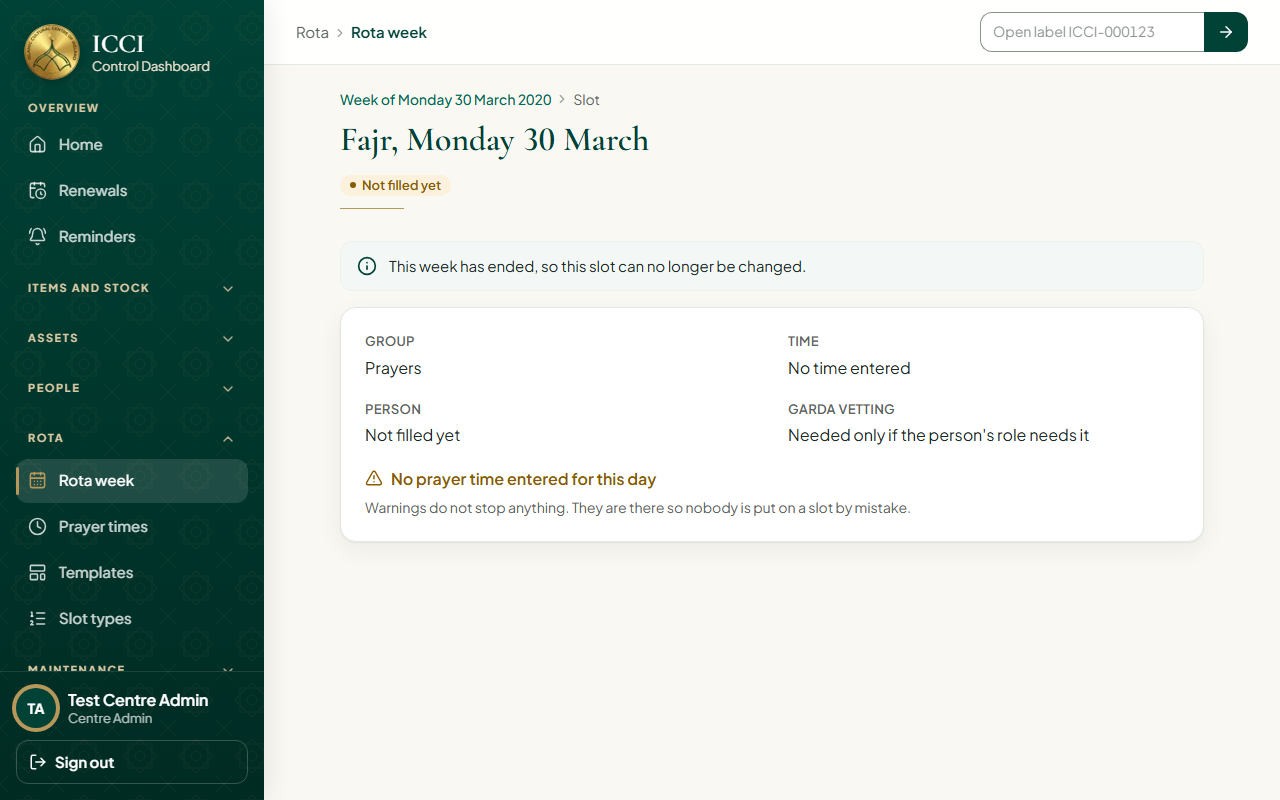 ICCI
Control Dashboard
OVERVIEW
Home
Renewals
Reminders
ITEMS AND STOCK
ASSETS
PEOPLE
ROTA
Rota week
Prayer times
Templates
Slot types
MAINTENANCE
TA
Test Centre Admin
Centre Admin
Sign out
Rota > Rota week
Open label ICCI-000123
Week of Monday 30 March 2020 > Slot
Fajr, Monday 30 March
Not filled yet
This week has ended, so this slot can no longer be changed.
GROUP
Prayers
TIME
No time entered
PERSON
Not filled yet
GARDA VETTING
Needed only if the person's role needs it
No prayer time entered for this day
Warnings do not stop anything. They are there so nobody is put on a slot by mistake.